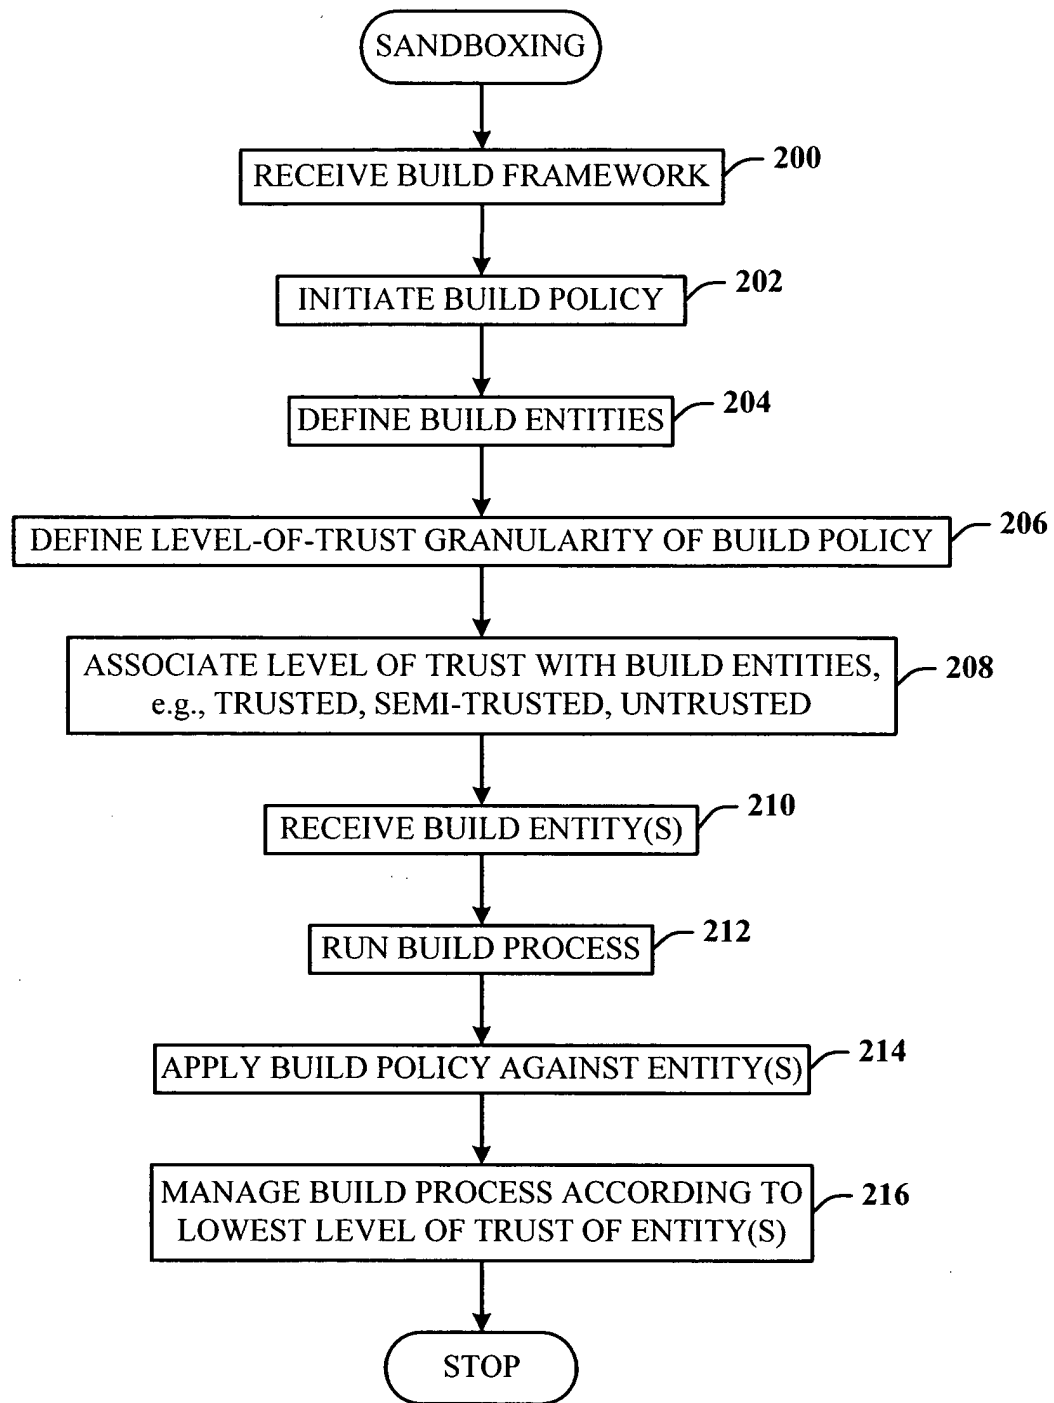 SANDBOXING
RECEIVE BUILD FRAMEWORK
200
INITIATE BUILD POLICY
202
DEFINE BUILD ENTITIES
204
DEFINE LEVEL-OF-TRUST GRANULARITY OF BUILD POLICY
206
ASSOCIATE LEVEL OF TRUST WITH BUILD ENTITIES,
e.g., TRUSTED, SEMI-TRUSTED, UNTRUSTED
208
RECEIVE BUILD ENTITY(S)
210
RUN BUILD PROCESS
212
APPLY BUILD POLICY AGAINST ENTITY(S)
214
MANAGE BUILD PROCESS ACCORDING TO
LOWEST LEVEL OF TRUST OF ENTITY(S)
216
STOP